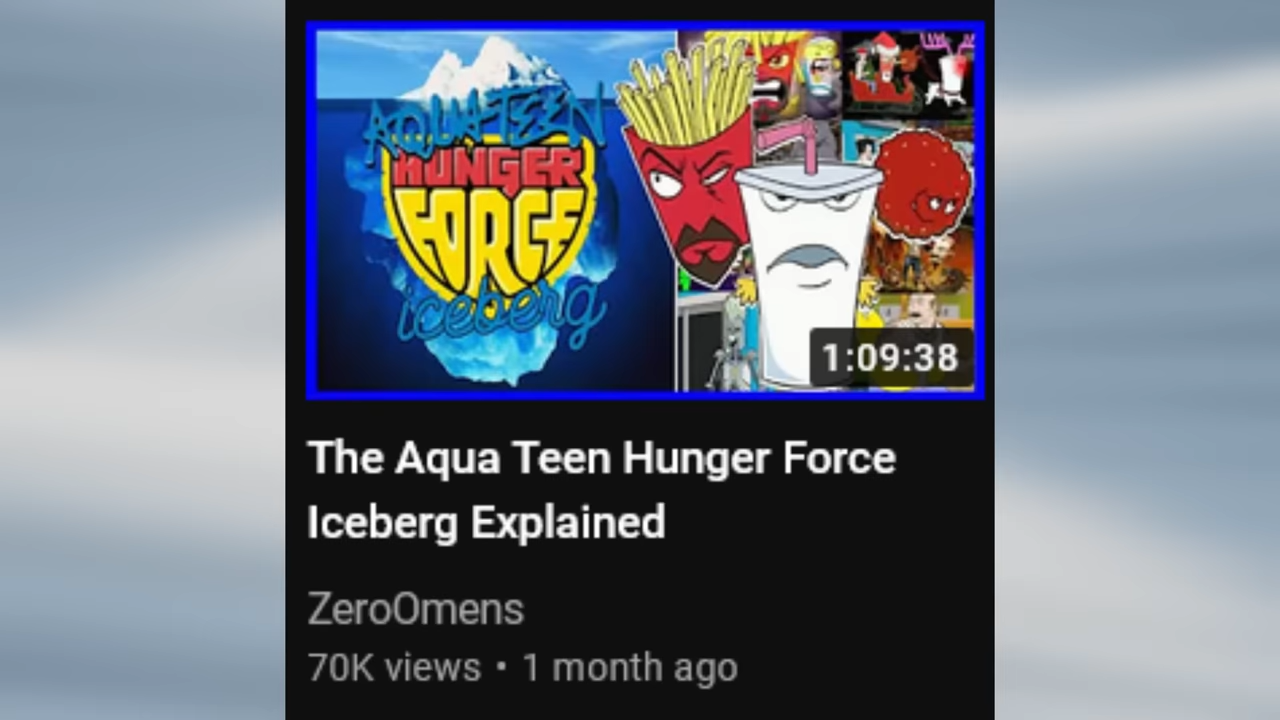 AQUA TEEN
HUNGER
FORCE
iceberg
1:09:38
The Aqua Teen Hunger Force
Iceberg Explained
ZeroOmens
70K views • 1 month ago